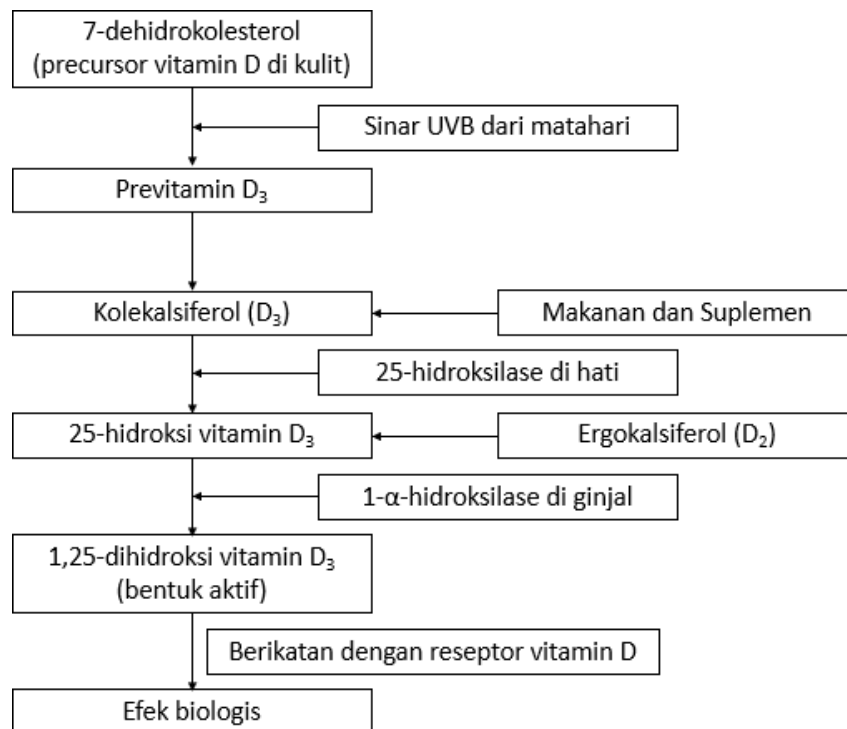 7-dehidrokolesterol
(precursor vitamin D di kulit)
Sinar UVB dari matahari
Previtamin D₃
Kolekalsiferol (D₃)
Makanan dan Suplemen
25-hidroksilase di hati
25-hidroksi vitamin D₃
Ergokalsiferol (D₂)
1-α-hidroksilase di ginjal
1,25-dihidroksi vitamin D₃
(bentuk aktif)
Berikatan dengan reseptor vitamin D
Efek biologis